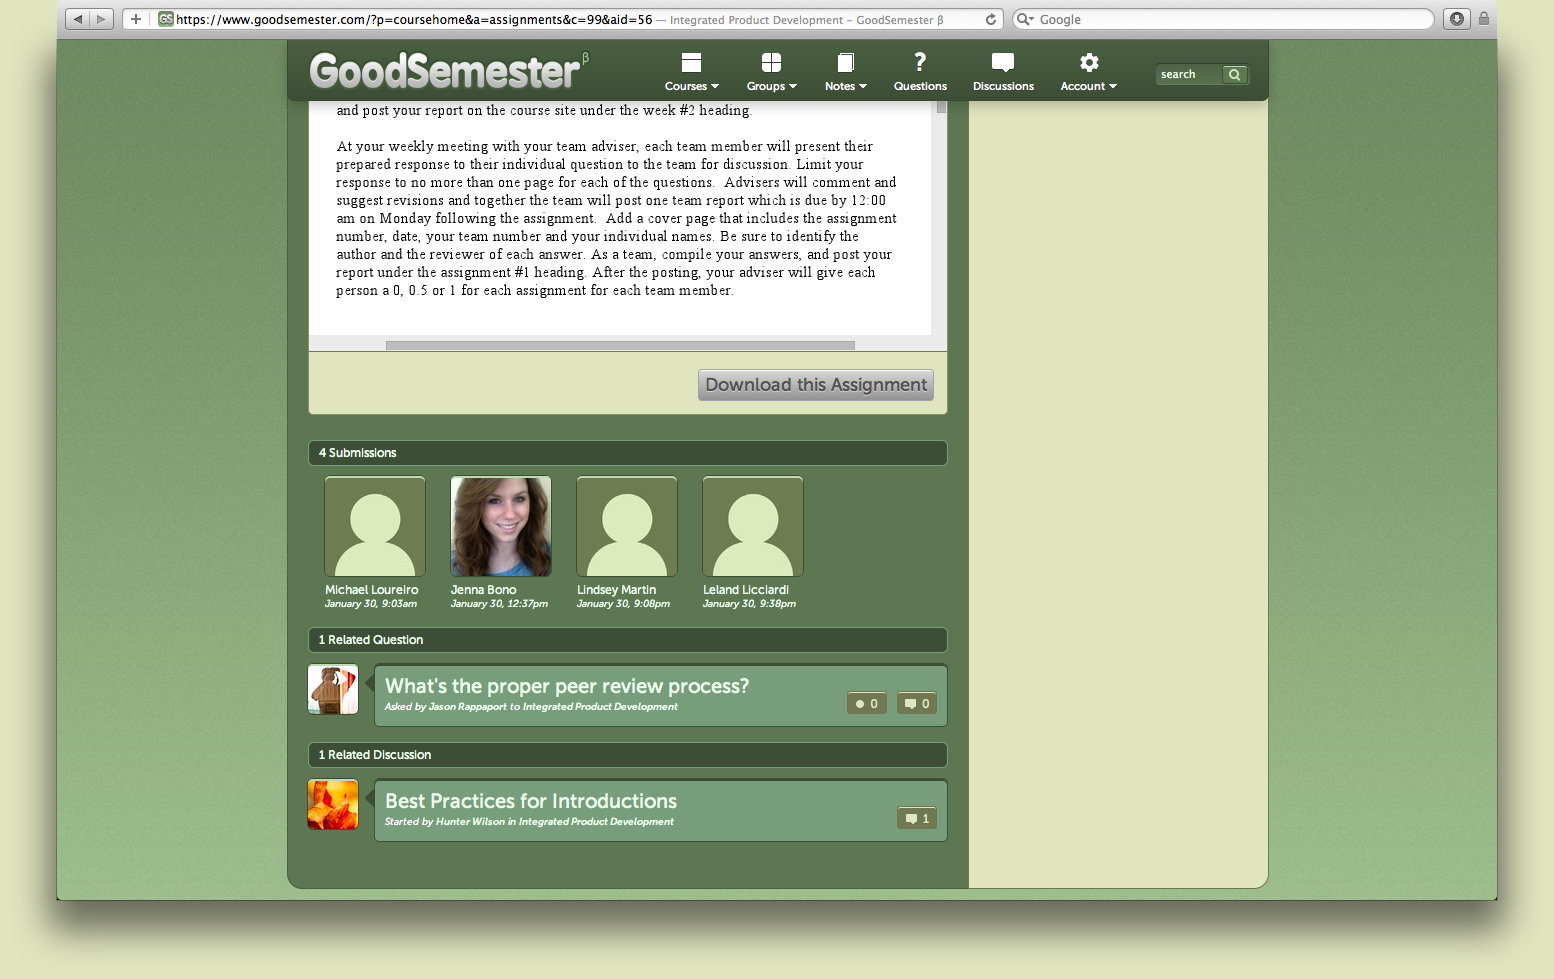 https://www.goodsemester.com/?p=coursehome&a=assignments&c=99&aid=56 — Integrated Product Development – GoodSemester β
Google
GS
GoodSemester β
Courses
Groups
Notes
?
Questions
Discussions
Account
search
and post your report on the course site under the week #2 heading.
At your weekly meeting with your team adviser, each team member will present their
prepared response to their individual question to the team for discussion. Limit your
response to no more than one page for each of the questions.  Advisers will comment and
suggest revisions and together the team will post one team report which is due by 12:00
am on Monday following the assignment.  Add a cover page that includes the assignment
number, date, your team number and your individual names. Be sure to identify the
author and the reviewer of each answer. As a team, compile your answers, and post your
report under the assignment #1 heading. After the posting, your adviser will give each
person a 0, 0.5 or 1 for each assignment for each team member.
Download this Assignment
4 Submissions
Michael Loureiro
January 30, 9:03am
Jenna Bono
January 30, 12:37pm
Lindsey Martin
January 30, 9:08pm
Leland Licciardi
January 30, 9:38pm
1 Related Question
What's the proper peer review process?
Asked by Jason Rappaport to Integrated Product Development
0
0
1 Related Discussion
Best Practices for Introductions
Started by Hunter Wilson in Integrated Product Development
1